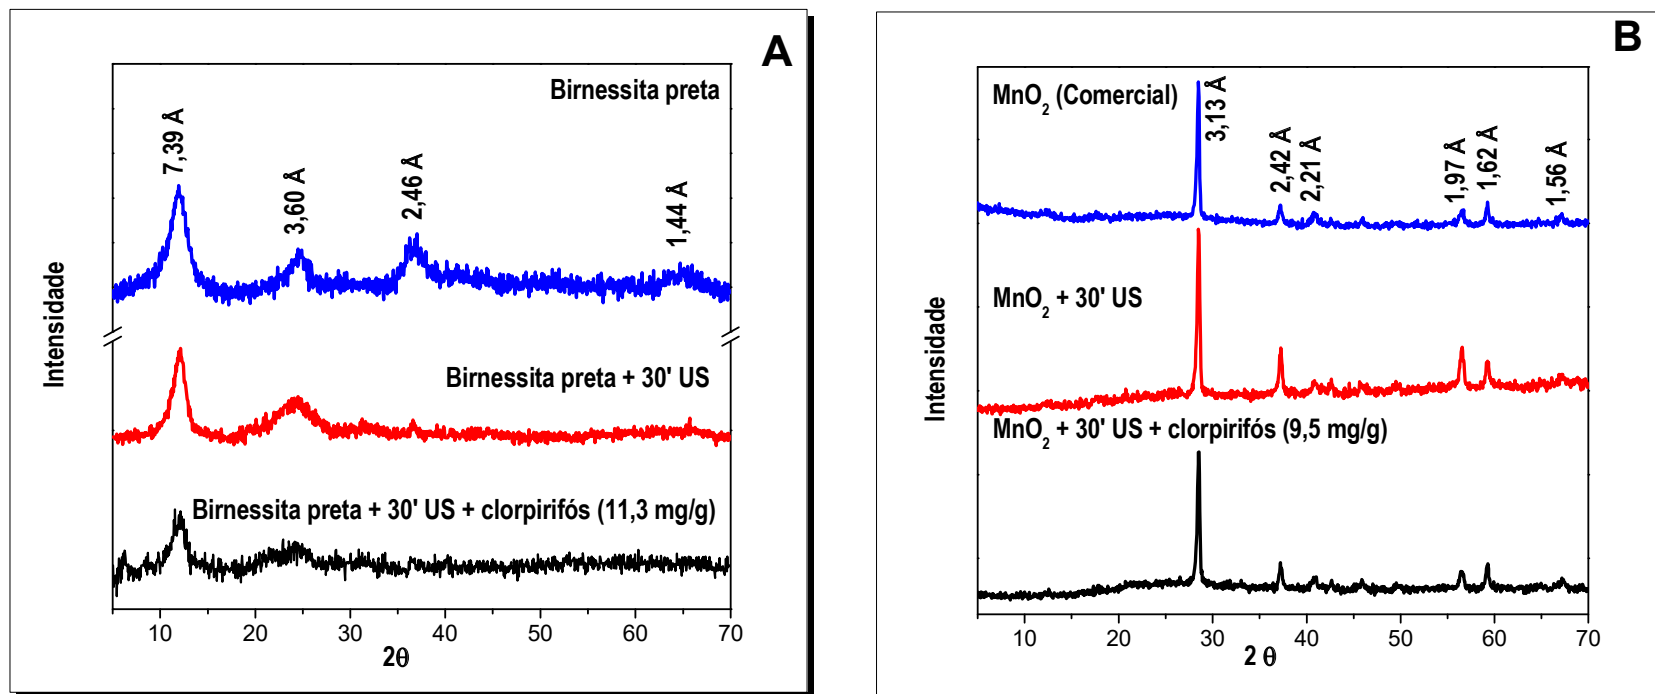 A
Birnessita preta
7,39 Å
3,60 Å
2,46 Å
1,44 Å
Birnessita preta + 30' US
Birnessita preta + 30' US + clorpirifós (11,3 mg/g)
Intensidade
10 20 30 40 50 60 70
2θ
B
MnO2 (Comercial)
3,13 Å
2,42 Å
2,21 Å
1,97 Å
1,62 Å
1,56 Å
MnO2 + 30' US
MnO2 + 30' US + clorpirifós (9,5 mg/g)
Intensidade
10 20 30 40 50 60 70
2 θ